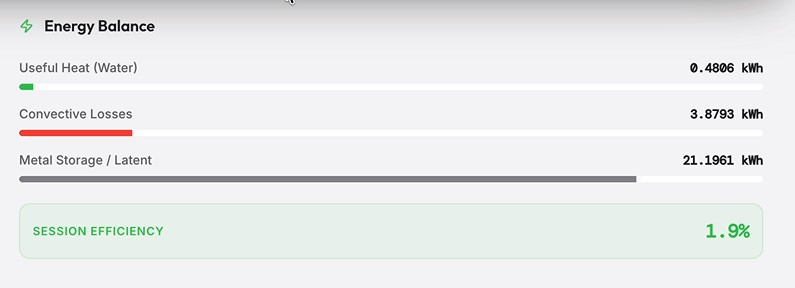 Energy Balance
Useful Heat (Water) 0.4806 kWh
Convective Losses 3.8793 kWh
Metal Storage / Latent 21.1961 kWh
SESSION EFFICIENCY 1.9%